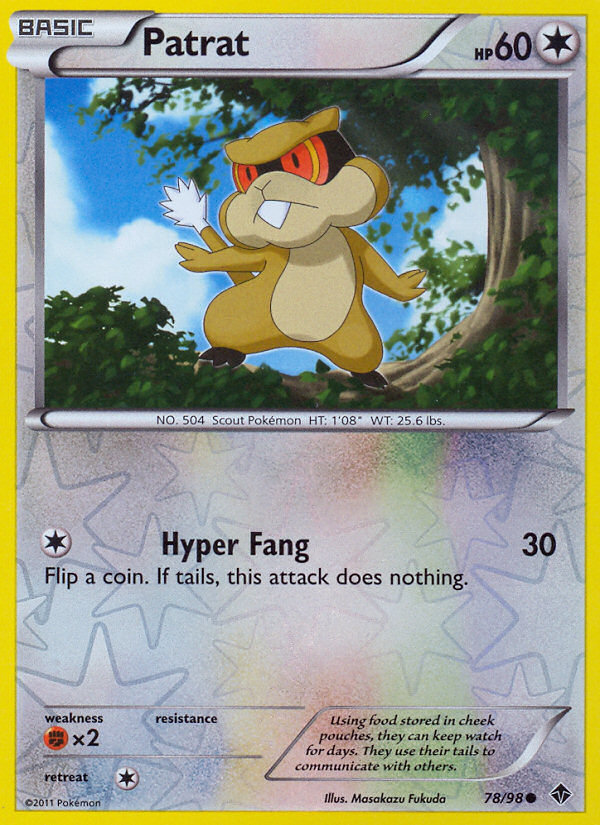 BASIC
Patrat
HP60
NO. 504 Scout Pokémon HT: 1'08" WT: 25.6 lbs.
Hyper Fang 30
Flip a coin. If tails, this attack does nothing.
weakness resistance
×2
Using food stored in cheek
pouches, they can keep watch
for days. They use their tails to
communicate with others.
retreat
©2011 Pokémon
Illus. Masakazu Fukuda
78/98